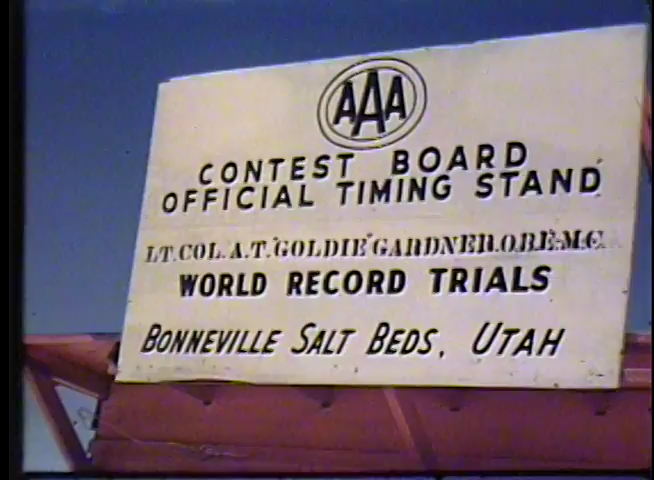 AAA
CONTEST BOARD
OFFICIAL TIMING STAND
LT. COL. A.T. "GOLDIE" GARDNER.O.B.E.-M.C.
WORLD RECORD TRIALS
BONNEVILLE SALT BEDS, UTAH